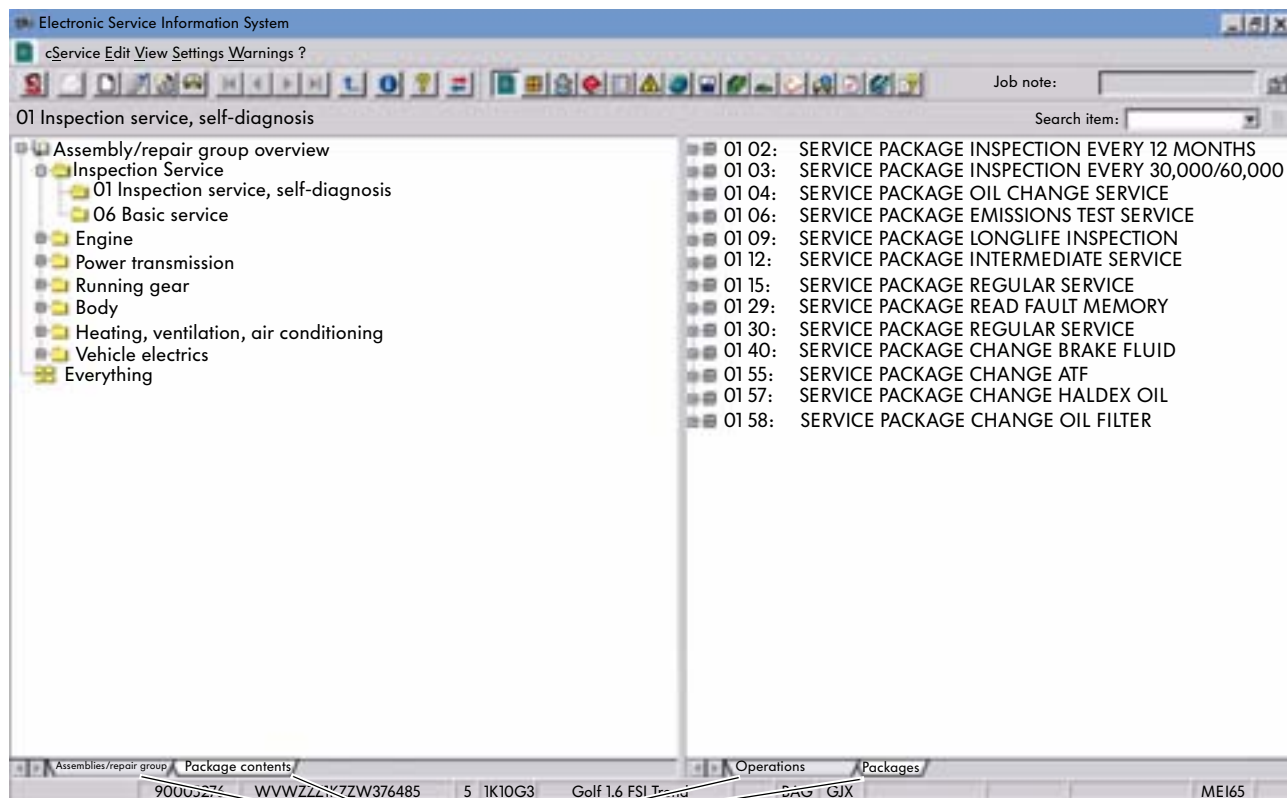 Electronic Service Information System
cService Edit View Settings Warnings ?
Job note:
01 Inspection service, self-diagnosis
Search item:
Assembly/repair group overview
Inspection Service
01 Inspection service, self-diagnosis
06 Basic service
Engine
Power transmission
Running gear
Body
Heating, ventilation, air conditioning
Vehicle electrics
Everything
01 02: SERVICE PACKAGE INSPECTION EVERY 12 MONTHS
01 03: SERVICE PACKAGE INSPECTION EVERY 30,000/60,000
01 04: SERVICE PACKAGE OIL CHANGE SERVICE
01 06: SERVICE PACKAGE EMISSIONS TEST SERVICE
01 09: SERVICE PACKAGE LONGLIFE INSPECTION
01 12: SERVICE PACKAGE INTERMEDIATE SERVICE
01 15: SERVICE PACKAGE REGULAR SERVICE
01 29: SERVICE PACKAGE READ FAULT MEMORY
01 30: SERVICE PACKAGE REGULAR SERVICE
01 40: SERVICE PACKAGE CHANGE BRAKE FLUID
01 55: SERVICE PACKAGE CHANGE ATF
01 57: SERVICE PACKAGE CHANGE HALDEX OIL
01 58: SERVICE PACKAGE CHANGE OIL FILTER
Assemblies/repair group Package contents Operations Packages
5 1K10G3 Golf 1.6 FSI Trend BAG GJX MEI65